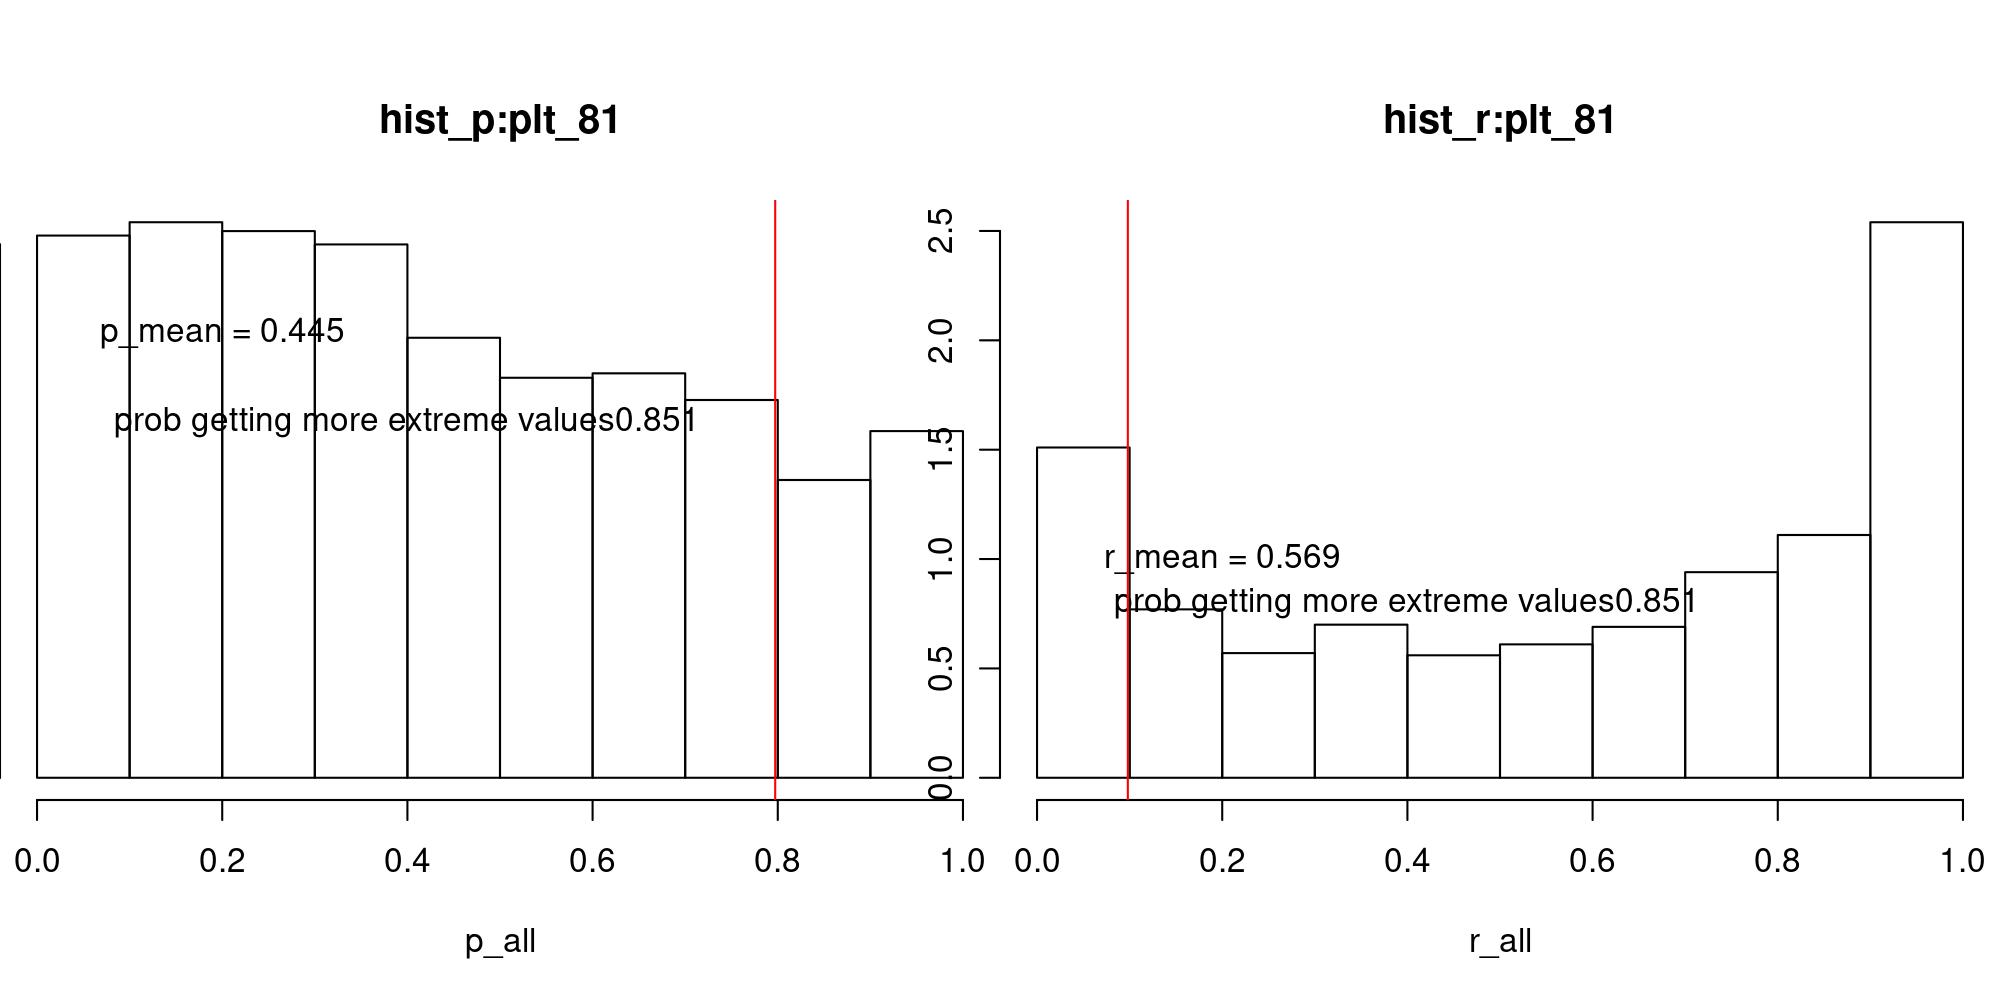 hist_p:plt_81
p_mean = 0.445
prob getting more extreme values0.851
0.0 0.2 0.4 0.6 0.8 1.0
p_all
hist_r:plt_81
2.5
2.0
1.5
1.0
0.5
0.0
r_mean = 0.569
prob getting more extreme values0.851
0.0 0.2 0.4 0.6 0.8 1.0
r_all